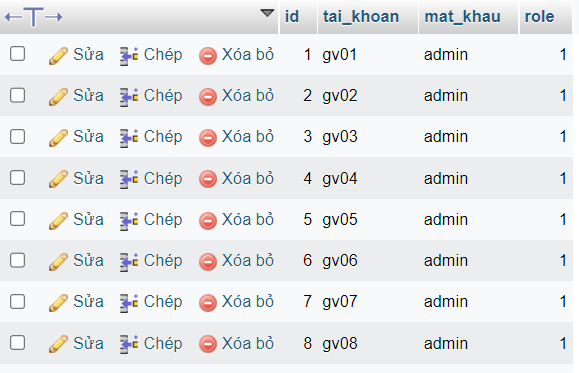 id tai_khoan mat_khau role
Sửa Chép Xóa bỏ 1 gv01 admin 1
Sửa Chép Xóa bỏ 2 gv02 admin 1
Sửa Chép Xóa bỏ 3 gv03 admin 1
Sửa Chép Xóa bỏ 4 gv04 admin 1
Sửa Chép Xóa bỏ 5 gv05 admin 1
Sửa Chép Xóa bỏ 6 gv06 admin 1
Sửa Chép Xóa bỏ 7 gv07 admin 1
Sửa Chép Xóa bỏ 8 gv08 admin 1